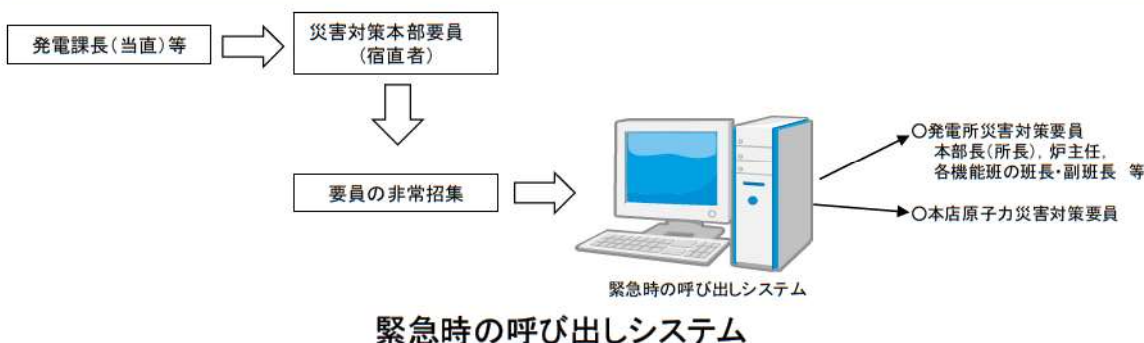 発電課長(当直)等
災害対策本部要員
(宿直者)
要員の非常招集
○発電所災害対策要員
本部長(所長),炉主任,
各機能班の班長・副班長 等
○本店原子力災害対策要員
緊急時の呼び出しシステム
緊急時の呼び出しシステム